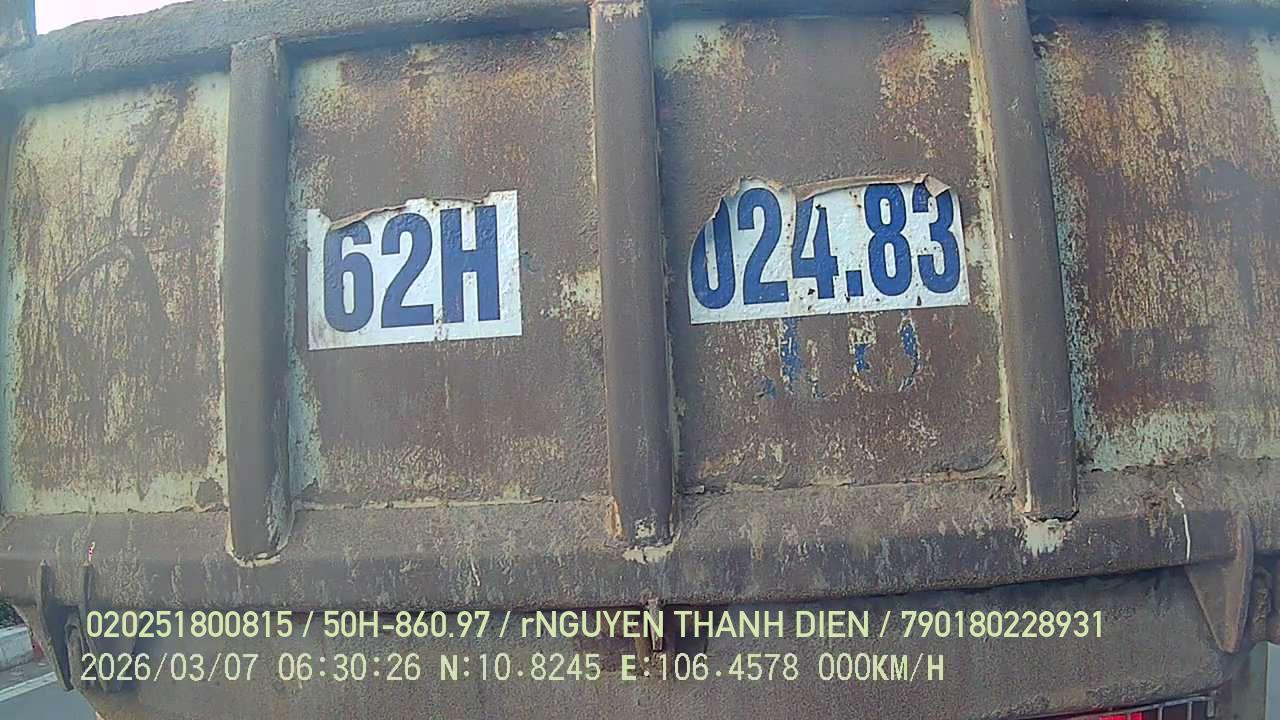 62H 024.83
020251800815 / 50H-860.97 / rNGUYEN THANH DIEN / 790180228931
2026/03/07 06:30:26 N:10.8245 E:106.4578 000KM/H